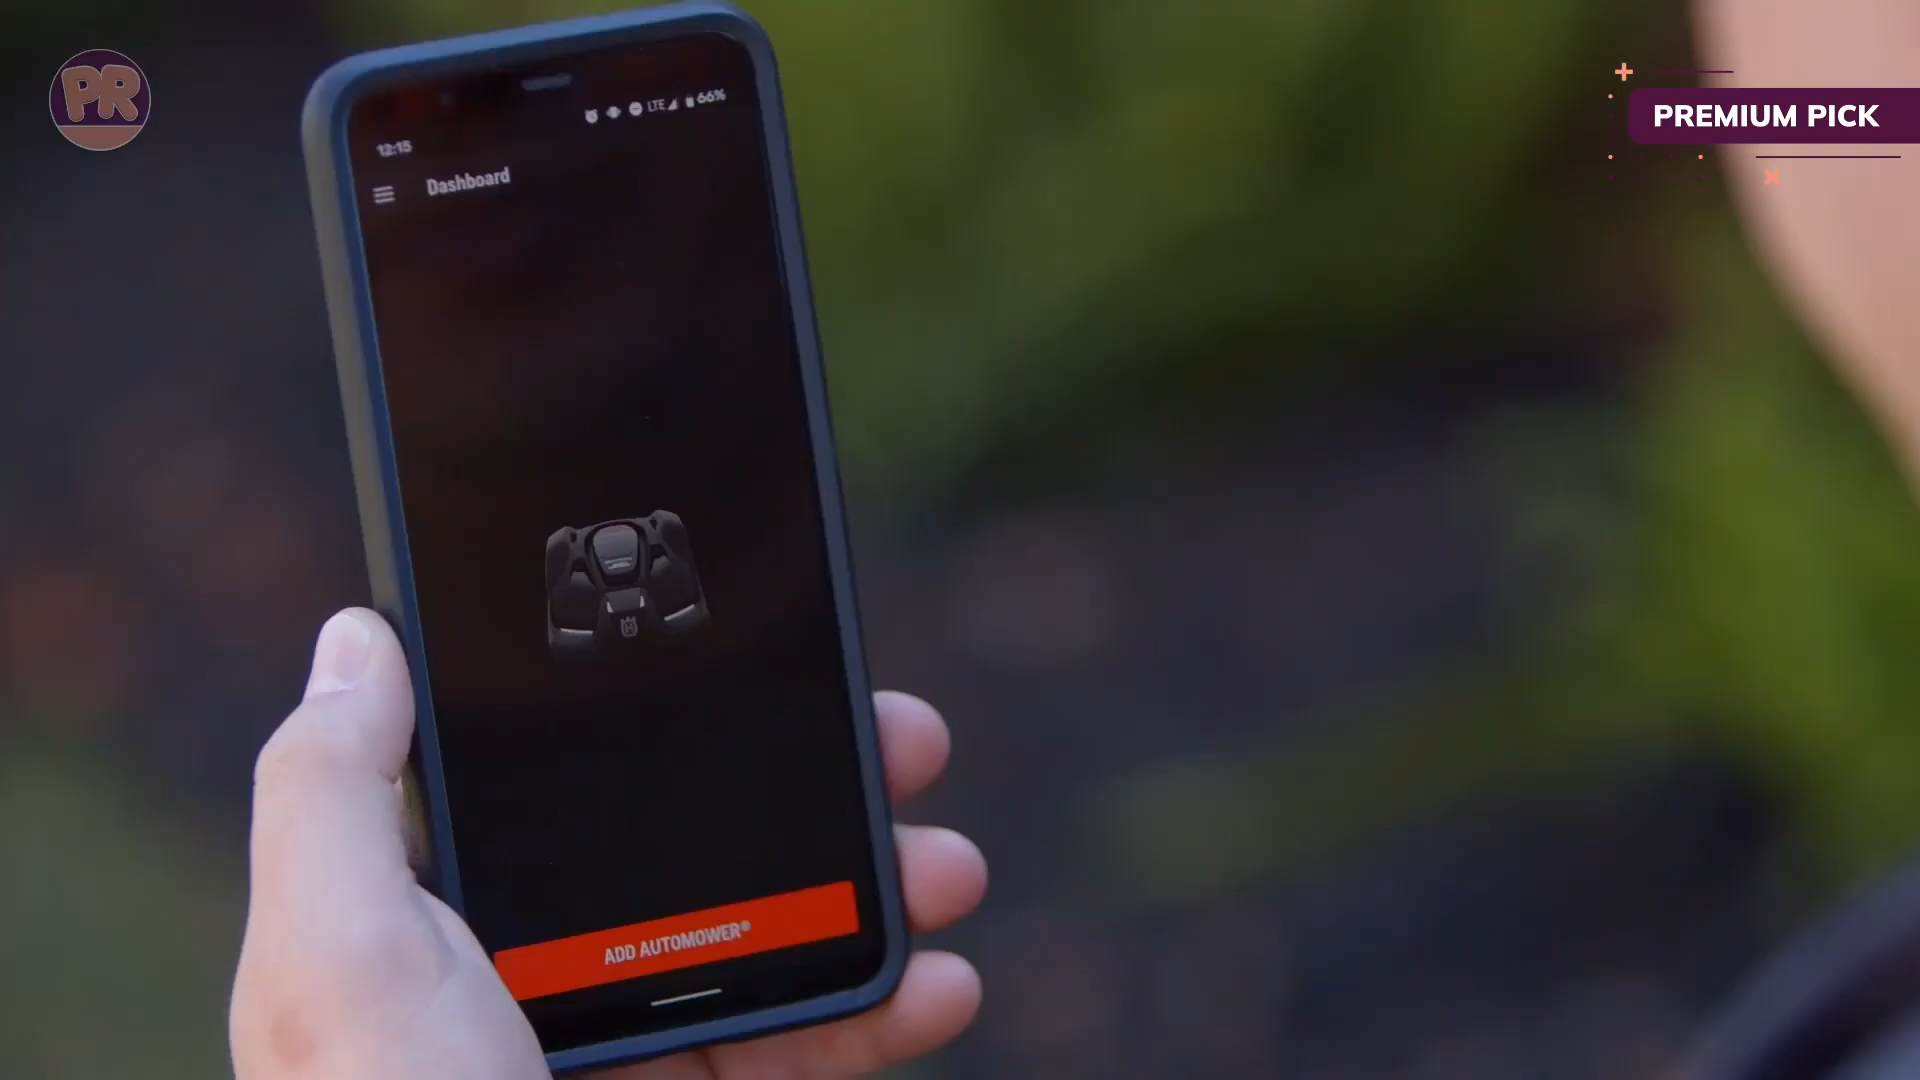 PR
PREMIUM PICK
LTE 66%
12:15
Dashboard
H
ADD AUTOMOWER®